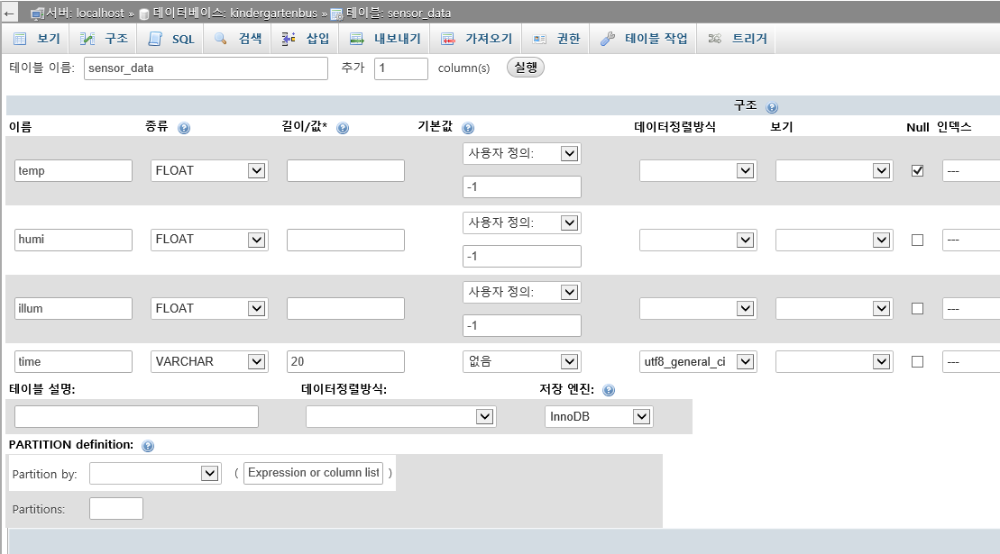 서버: localhost » 데이터베이스: kindergartenbus » 테이블: sensor_data
보기 구조 SQL 검색 삽입 내보내기 가져오기 권한 테이블 작업 트리거
테이블 이름: sensor_data 추가 1 column(s) 실행
구조
이름 종류 길이/값* 기본값 데이터정렬방식 보기 Null 인덱스
사용자 정의:
temp FLOAT ---
-1
사용자 정의:
humi FLOAT ---
-1
사용자 정의:
illum FLOAT ---
-1
time VARCHAR 20 없음 utf8_general_ci ---
테이블 설명: 데이터정렬방식: 저장 엔진:
InnoDB
PARTITION definition:
Partition by: ( Expression or column list )
Partitions: